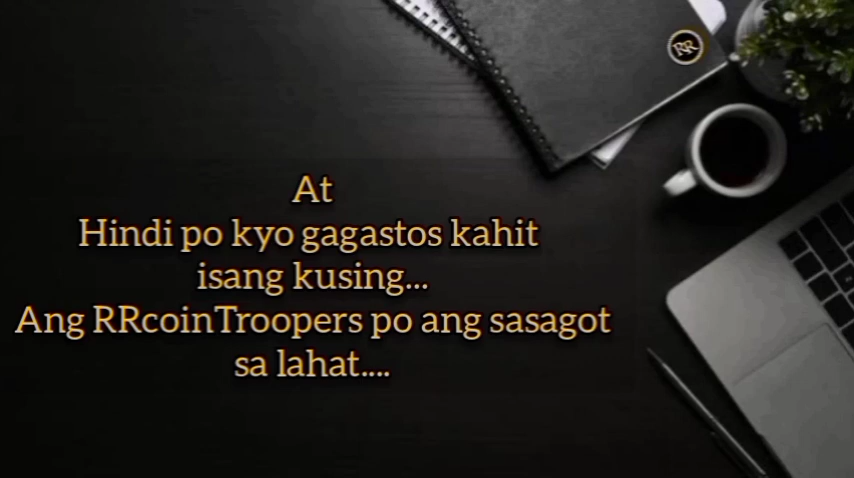 RR
At
Hindi po kyo gagastos kahit
isang kusing...
Ang RRcoinTroopers po ang sasagot
sa lahat....